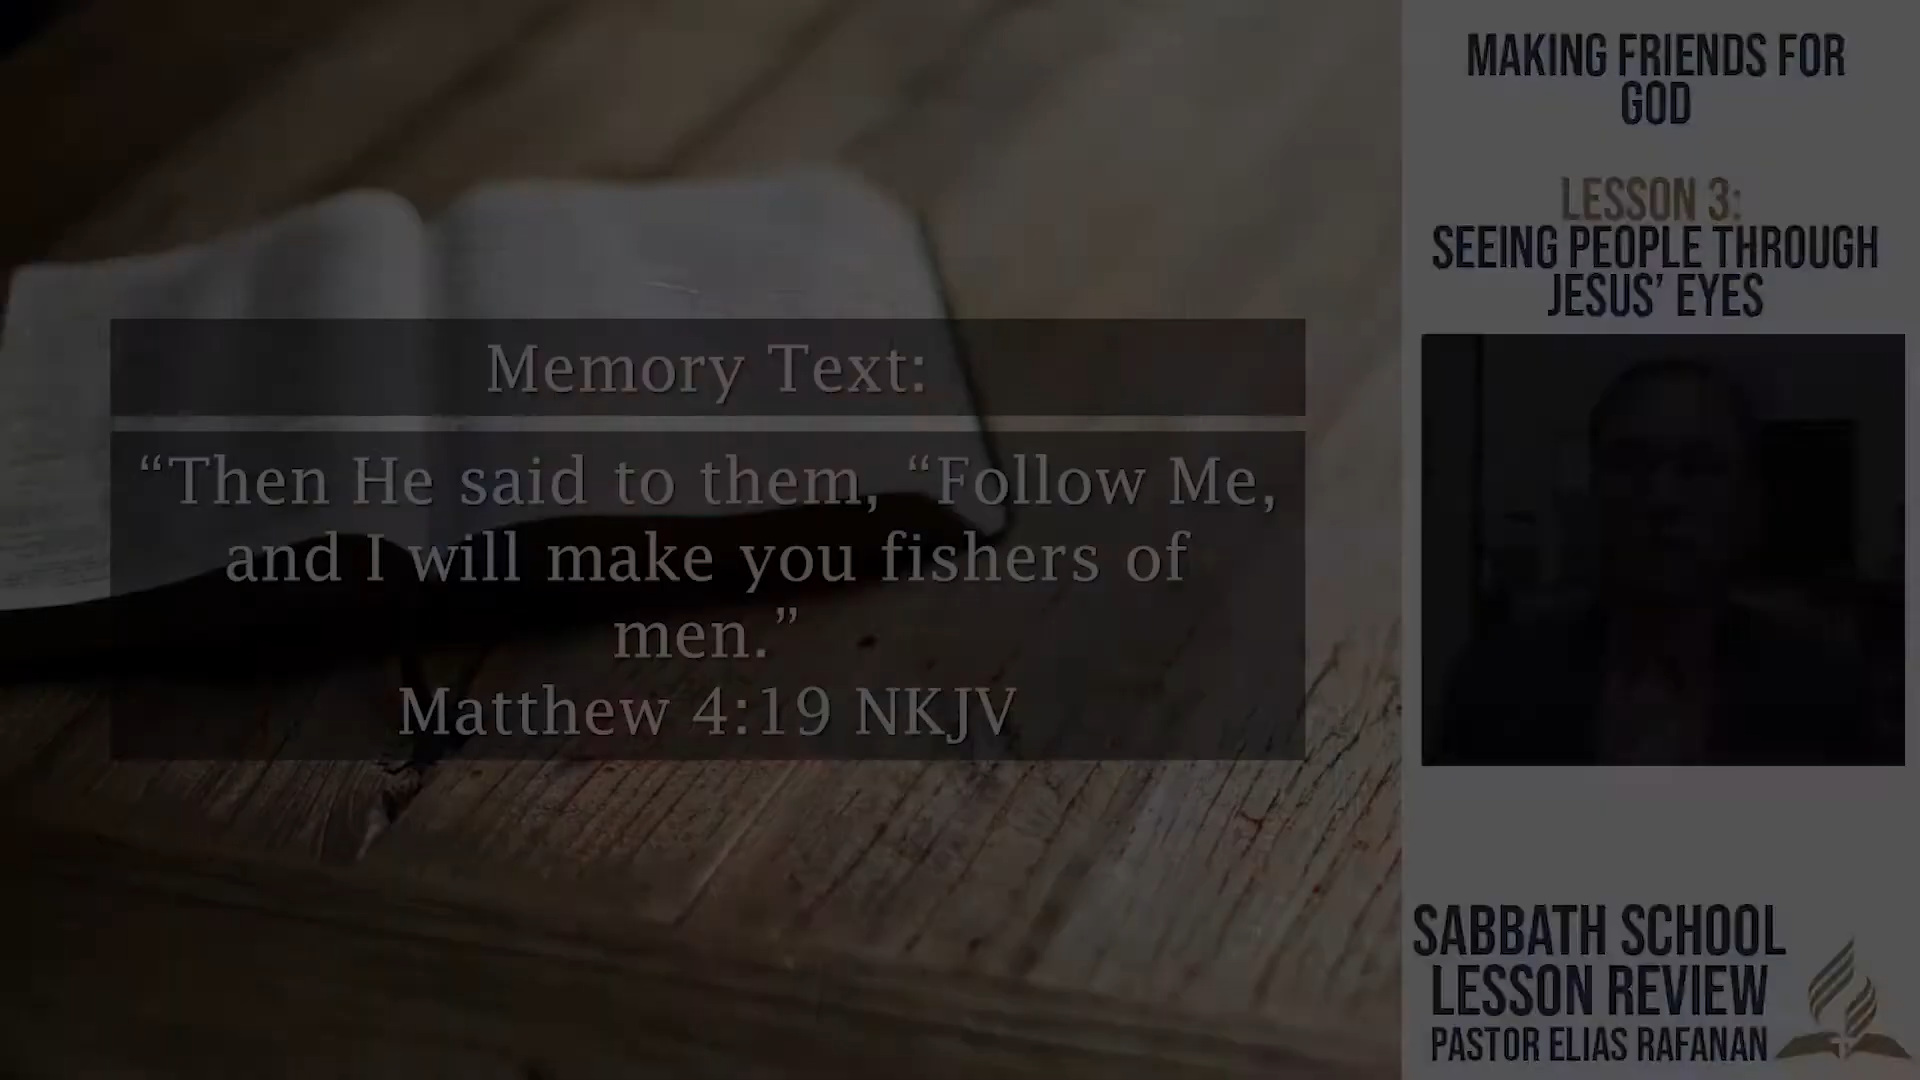 Memory Text:
“Then He said to them, “Follow Me,
and I will make you fishers of
men.”
Matthew 4:19 NKJV
MAKING FRIENDS FOR
GOD
LESSON 3:
SEEING PEOPLE THROUGH
JESUS’ EYES
SABBATH SCHOOL
LESSON REVIEW
PASTOR ELIAS RAFANAN